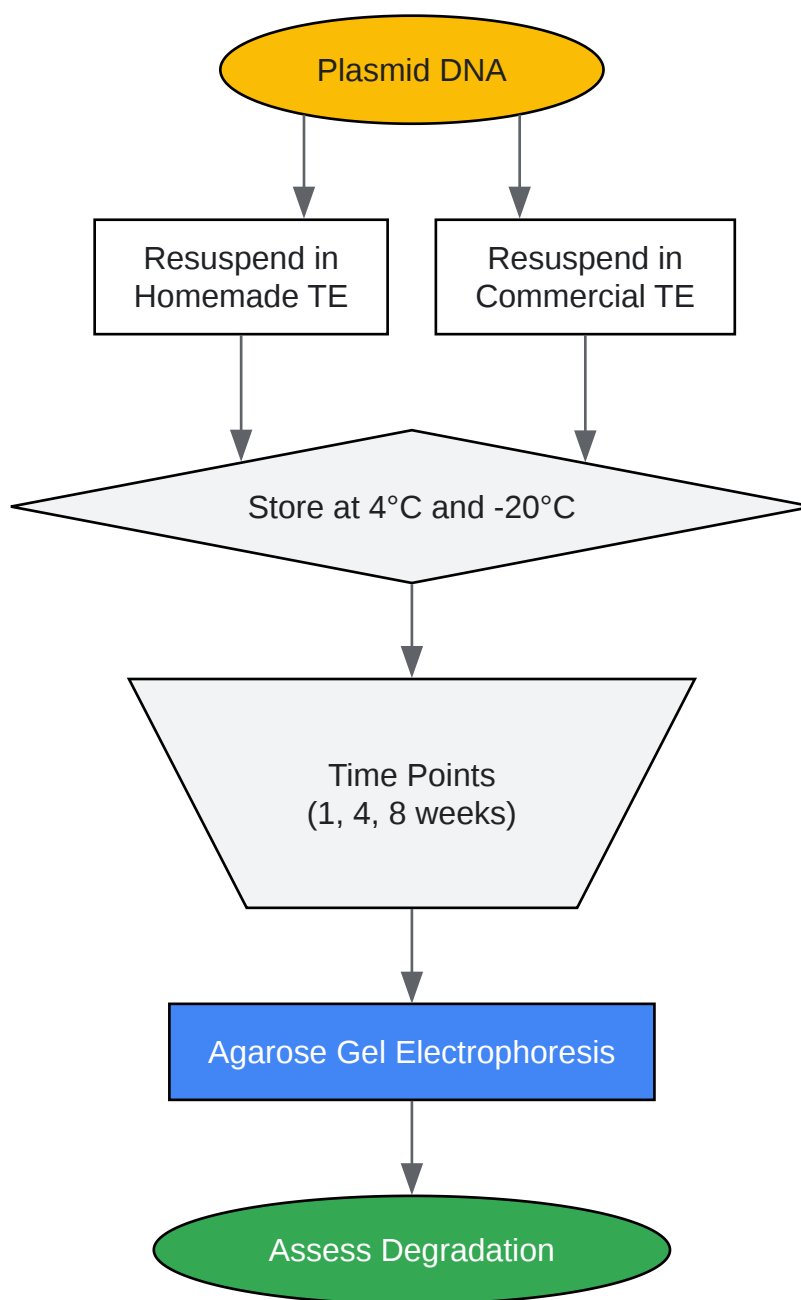 Plasmid DNA
Resuspend in
Homemade TE
Resuspend in
Commercial TE
Store at 4°C and -20°C
Time Points
(1, 4, 8 weeks)
Agarose Gel Electrophoresis
Assess Degradation